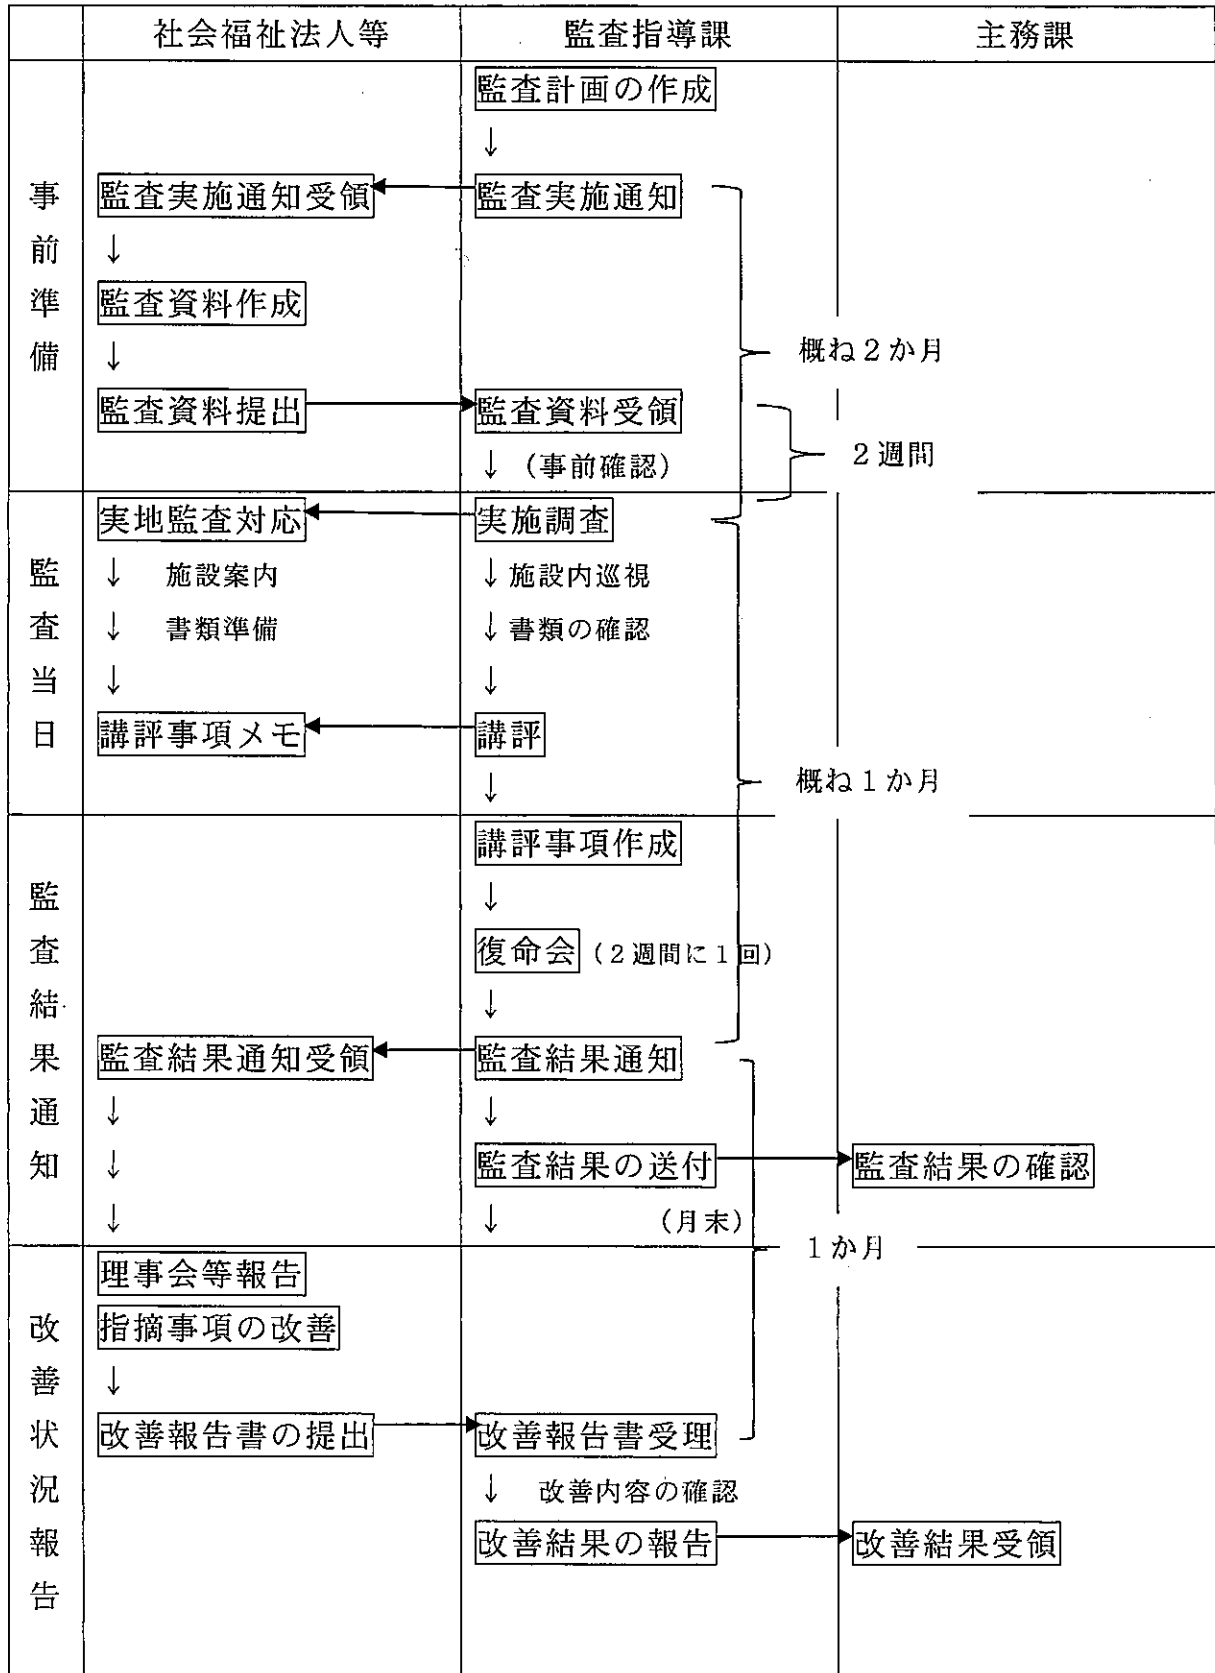 社会福祉法人等 監査指導課 主務課
事前準備
監査計画の作成
↓
監査実施通知受領 監査実施通知
↓
監査資料作成
↓ 概ね2か月
監査資料提出 監査資料受領
↓ (事前確認) 2週間
監査当日
実地監査対応 実施調査
↓ 施設案内 ↓ 施設内巡視
↓ 書類準備 ↓ 書類の確認
↓ ↓
講評事項メモ 講評
↓ 概ね1か月
監査結果通知
講評事項作成
↓
復命会 (2週間に1回)
↓
監査結果通知受領 監査結果通知
↓ ↓
↓ 監査結果の送付 監査結果の確認
↓ ↓ (月末)
1か月
改善状況報告
理事会等報告
指摘事項の改善
↓
改善報告書の提出 改善報告書受理
↓ 改善内容の確認
改善結果の報告 改善結果受領